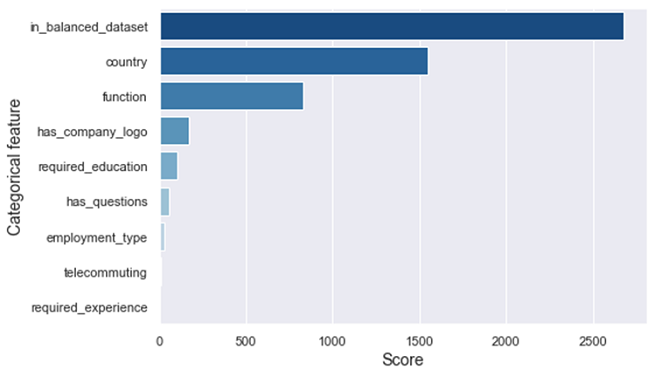 in_balanced_dataset
country
function
has_company_logo
required_education
has_questions
employment_type
telecommuting
required_experience
Categorical feature
0 500 1000 1500 2000 2500
Score